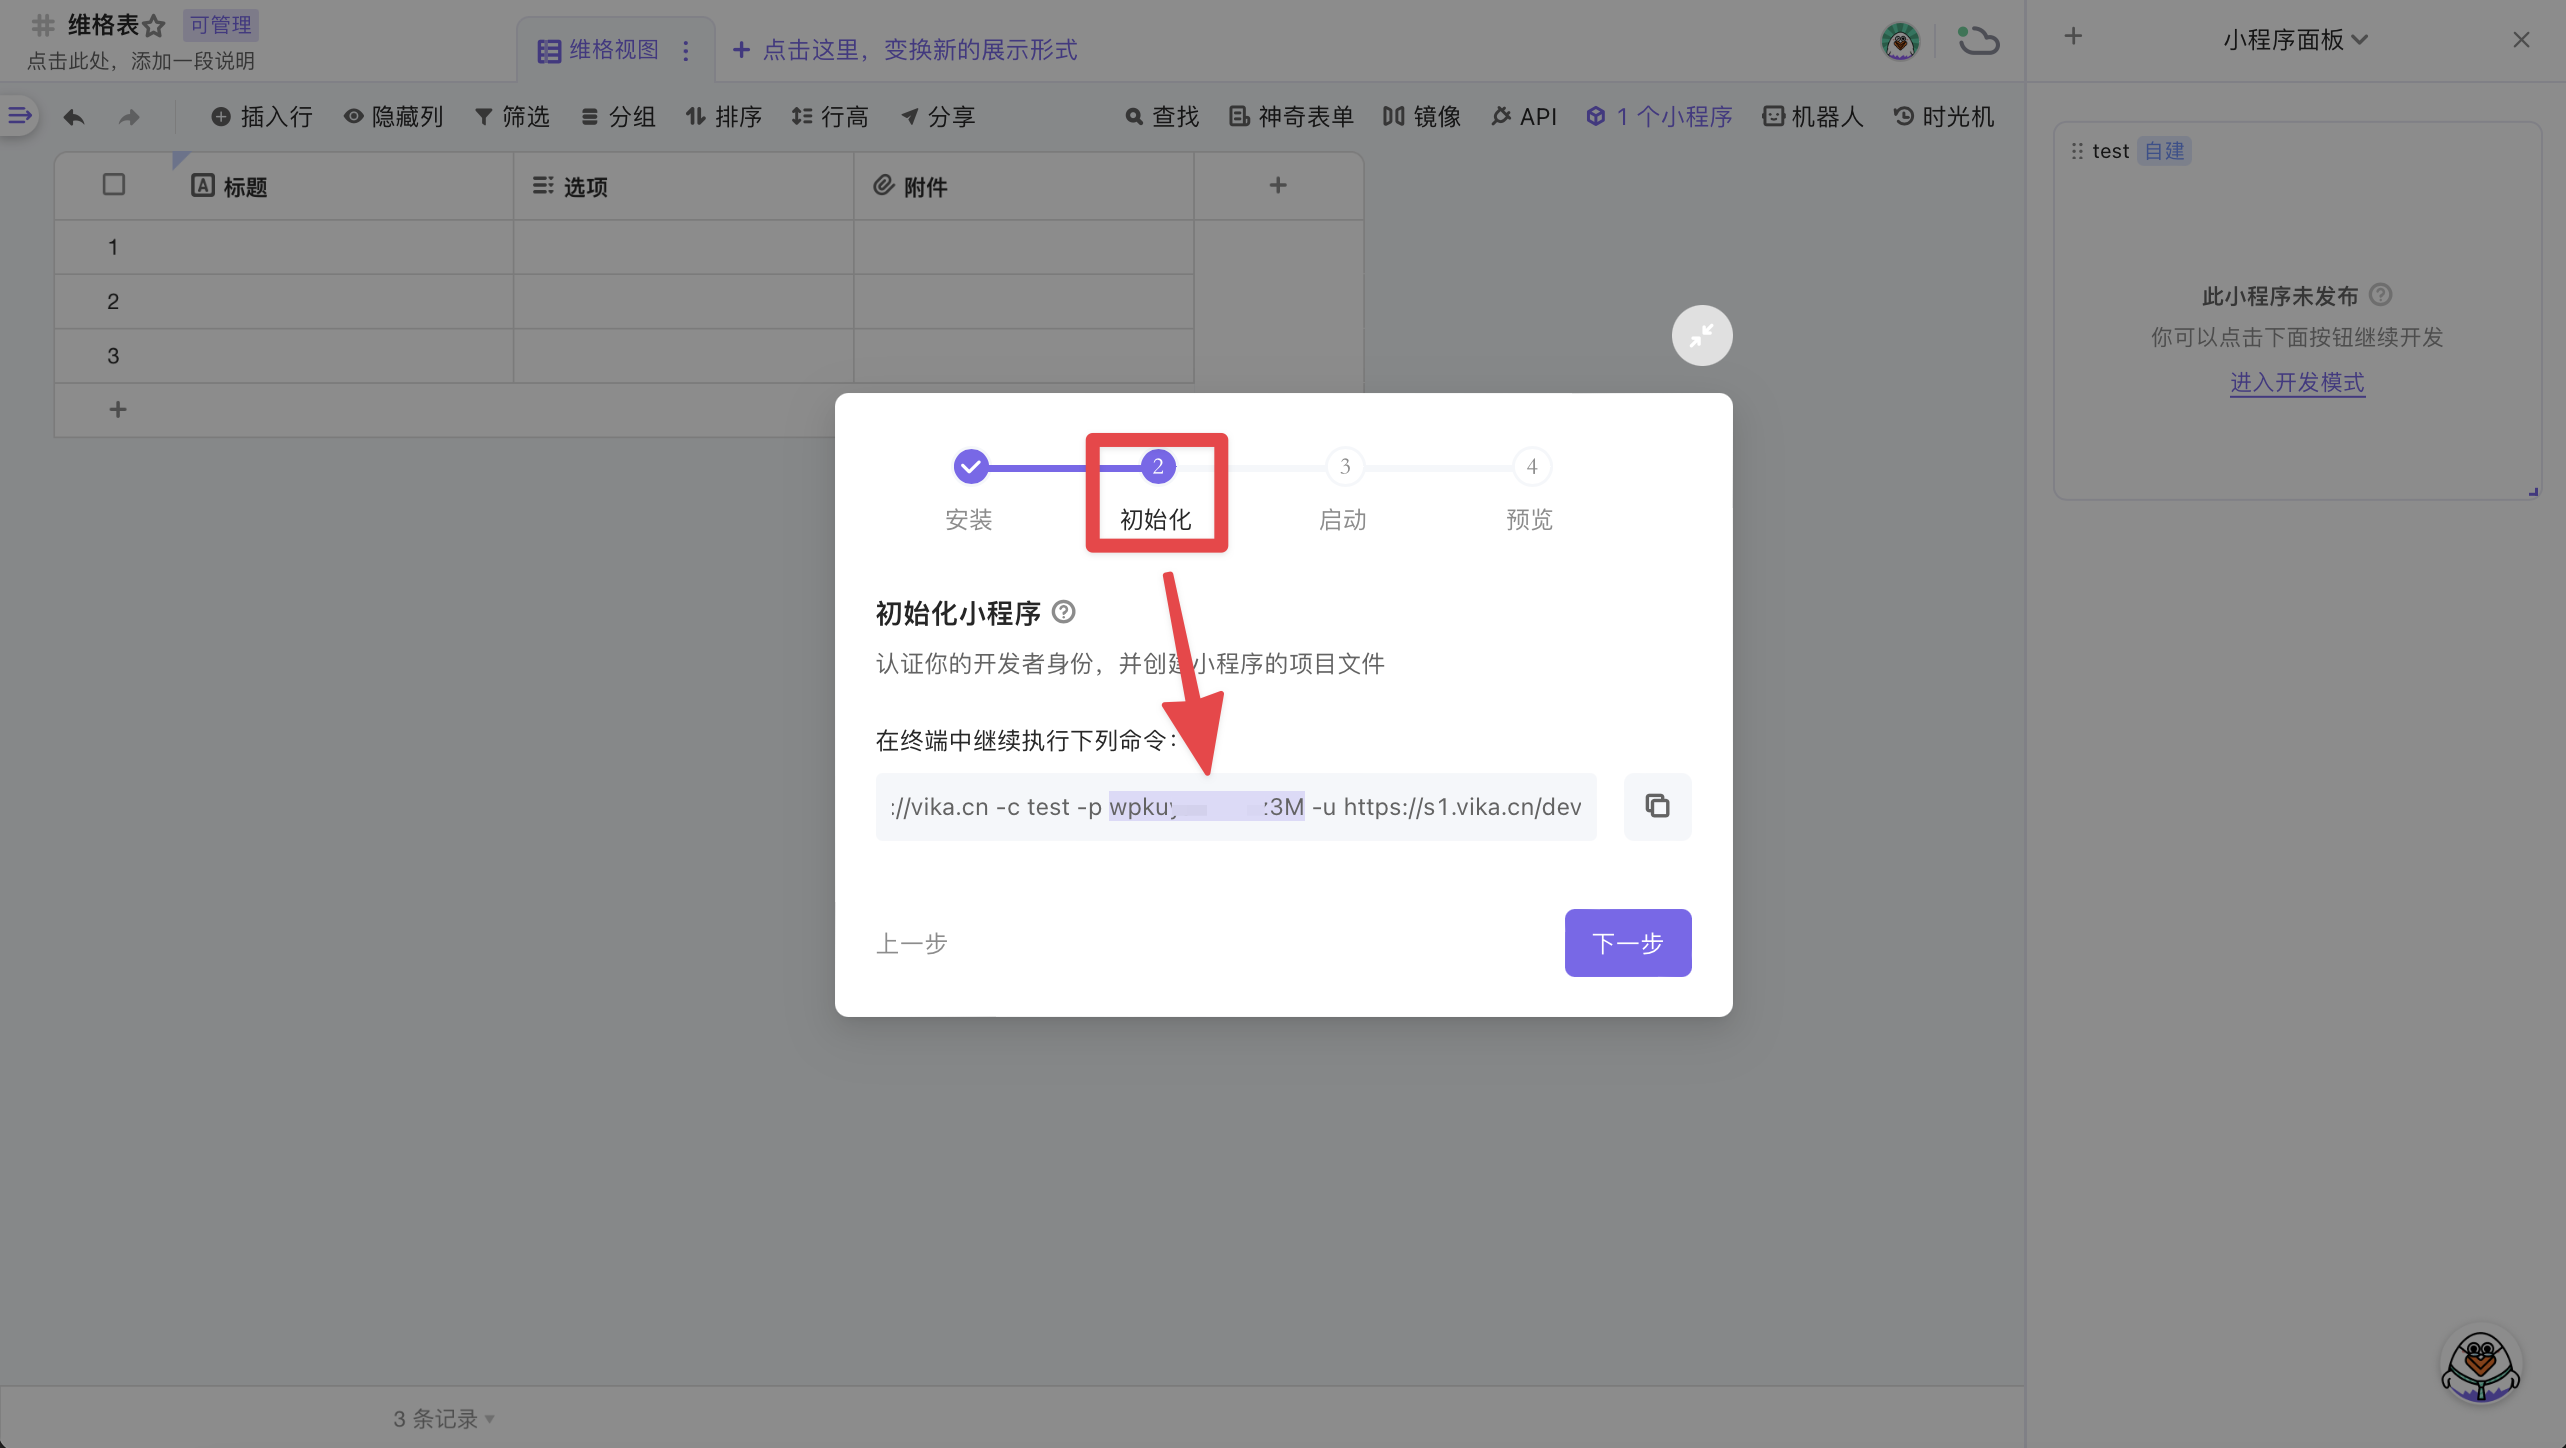 维格表 可管理
点击此处，添加一段说明
维格视图
点击这里，变换新的展示形式
小程序面板
插入行 隐藏列 筛选 分组 排序 行高 分享 查找 神奇表单 镜像 API 1 个小程序 机器人 时光机
test 自建
标题 选项 附件
1
2
3
此小程序未发布
你可以点击下面按钮继续开发
进入开发模式
2 3 4
安装 初始化 启动 预览
初始化小程序
认证你的开发者身份，并创建小程序的项目文件
在终端中继续执行下列命令：
://vika.cn -c test -p wpku 3M -u https://s1.vika.cn/dev
上一步 下一步
3 条记录